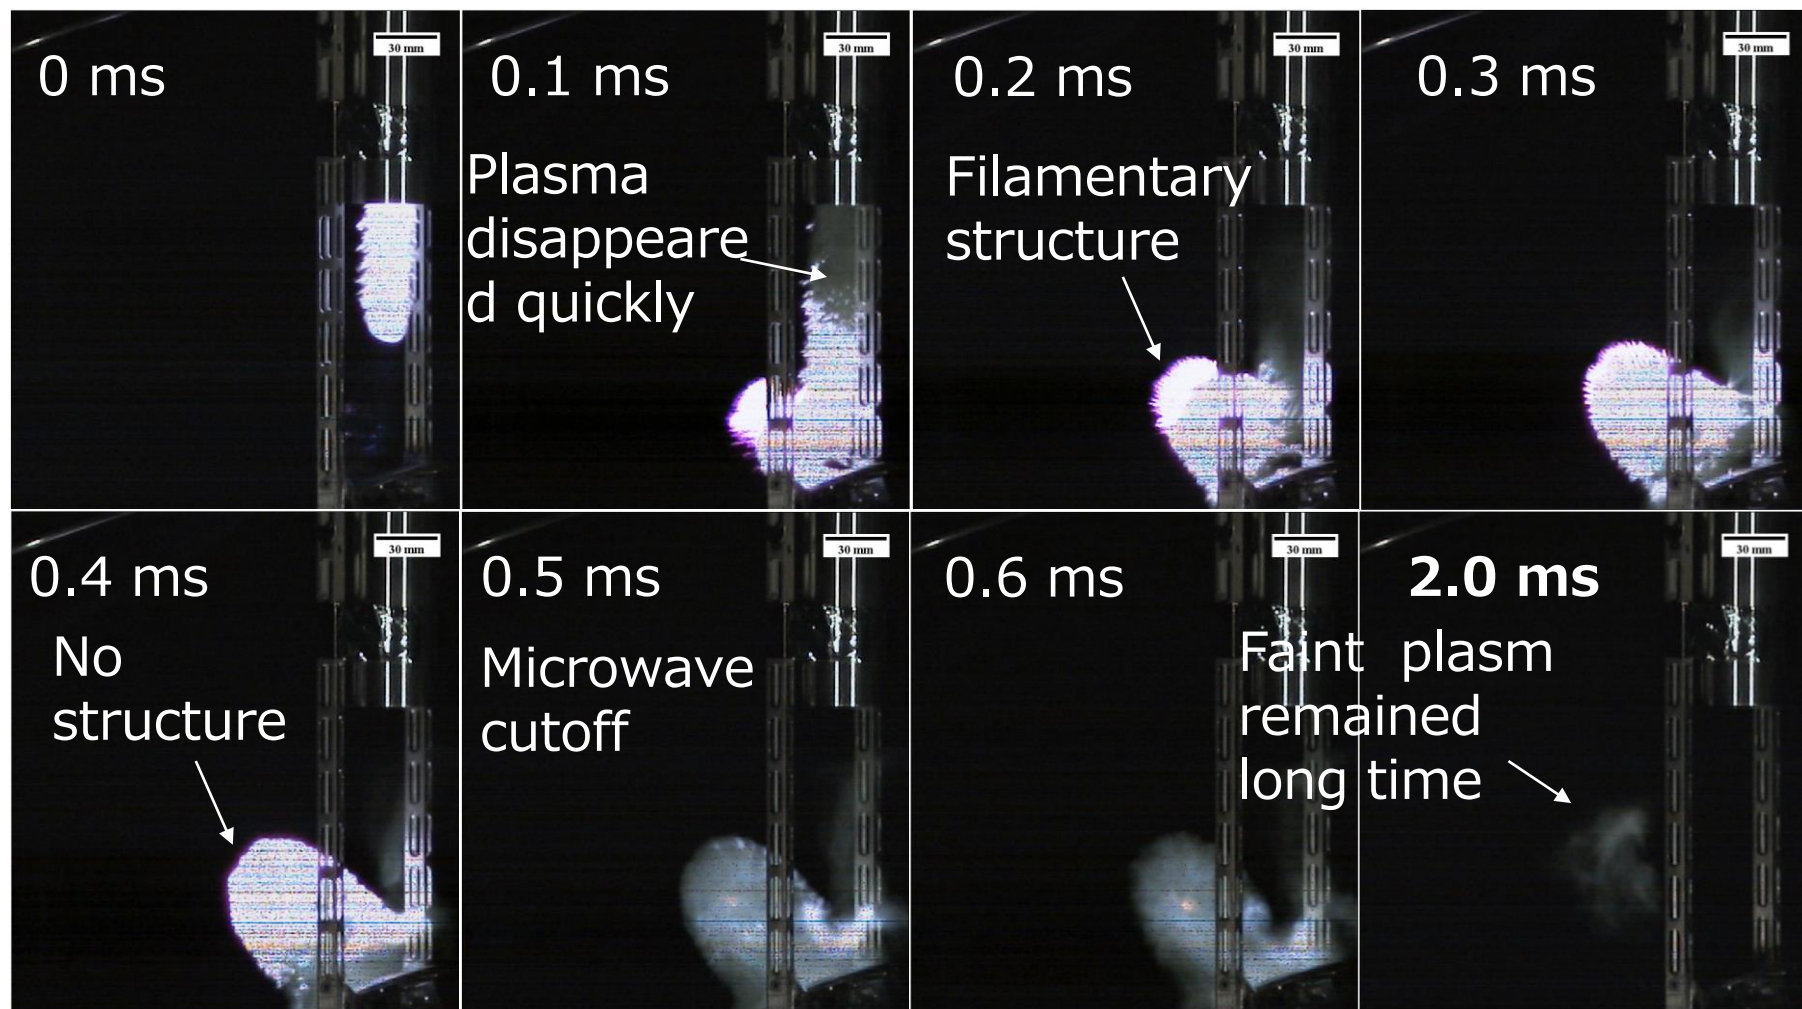 30 mm
0 ms
30 mm
0.1 ms
Plasma
disappeare
d quickly
30 mm
0.2 ms
Filamentary
structure
30 mm
0.3 ms
30 mm
0.4 ms
No
structure
30 mm
0.5 ms
Microwave
cutoff
30 mm
0.6 ms
30 mm
2.0 ms
Faint plasm
remained
long time